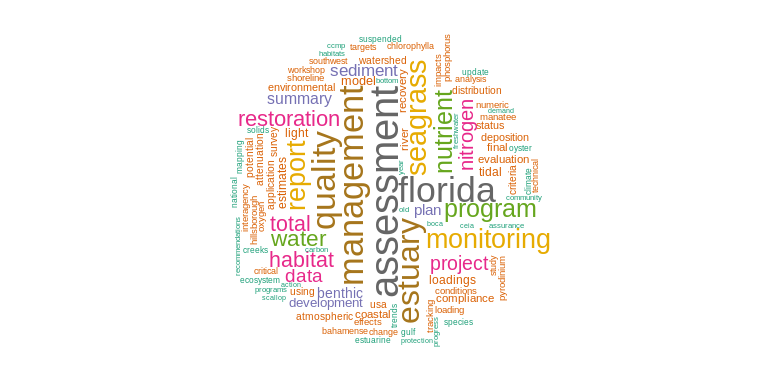 suspended
ccmp
targets
chlorophylla
habitats
southwest
watershed
phosphorus
impacts
workshop
sediment
seagrass
update
shoreline
model
bottom
recovery
analysis
environmental
distribution
summary
management
assessment
nutrient
nitrogen
numeric
demand
manatee
restoration
freshwater
status
solids
light
quality
river
deposition
survey
final
oyster
mapping
potential
attenuation
report
evaluation
year
tidal
criteria
climate
technical
national
interagency
hillsborough
oxygen
application
estimates
florida
community
old
plan
program
total
boca
ceia
assurance
water
estuary
monitoring
recommendations
creeks
carbon
habitat
project
study
pyrodinium
critical
data
ecosystem
action
loadings
programs
using
benthic
conditions
scallop
development
usa
compliance
atmospheric
coastal
trends
tracking
loading
effects
species
bahamense
change
gulf
progress
estuarine
protection